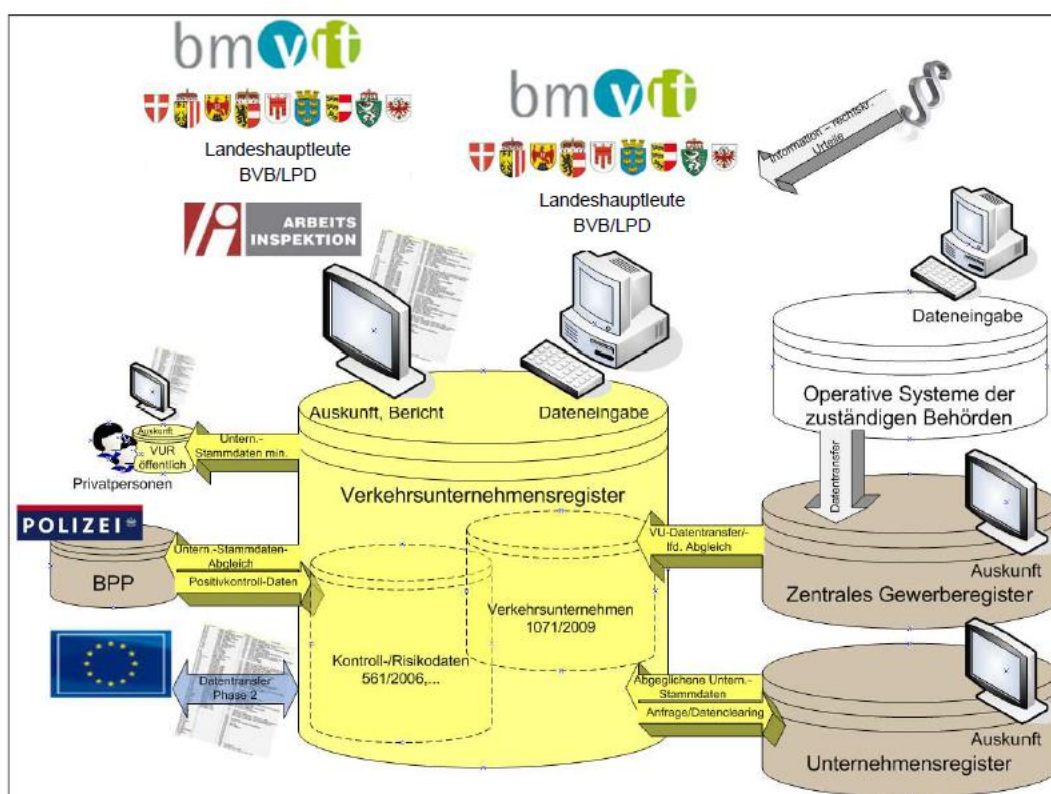 bmvit
Landeshauptleute
BVB/LPD
bmvit
Landeshauptleute
BVB/LPD
Information – rechtskr.
Urteile
ARBEITS
INSPEKTION
Dateneingabe
Operative Systeme der
zuständigen Behörden
Auskunft, Bericht
Dateneingabe
Auskunft
VUR
öffentlich
Privatpersonen
Untern.-
Stammdaten min.
Datentransfer
Verkehrsunternehmensregister
POLIZEI
BPP
Untern.-Stammdaten-
Abgleich
Positivkontroll-Daten
VU-Datentransfer/-
lfd. Abgleich
Auskunft
Zentrales Gewerberegister
Verkehrsunternehmen
1071/2009
Kontroll-/Risikodaten
561/2006,...
Datentransfer
Phase 2
Abgeglichene Untern.-
Stammdaten
Anfrage/Datenclearing
Auskunft
Unternehmensregister